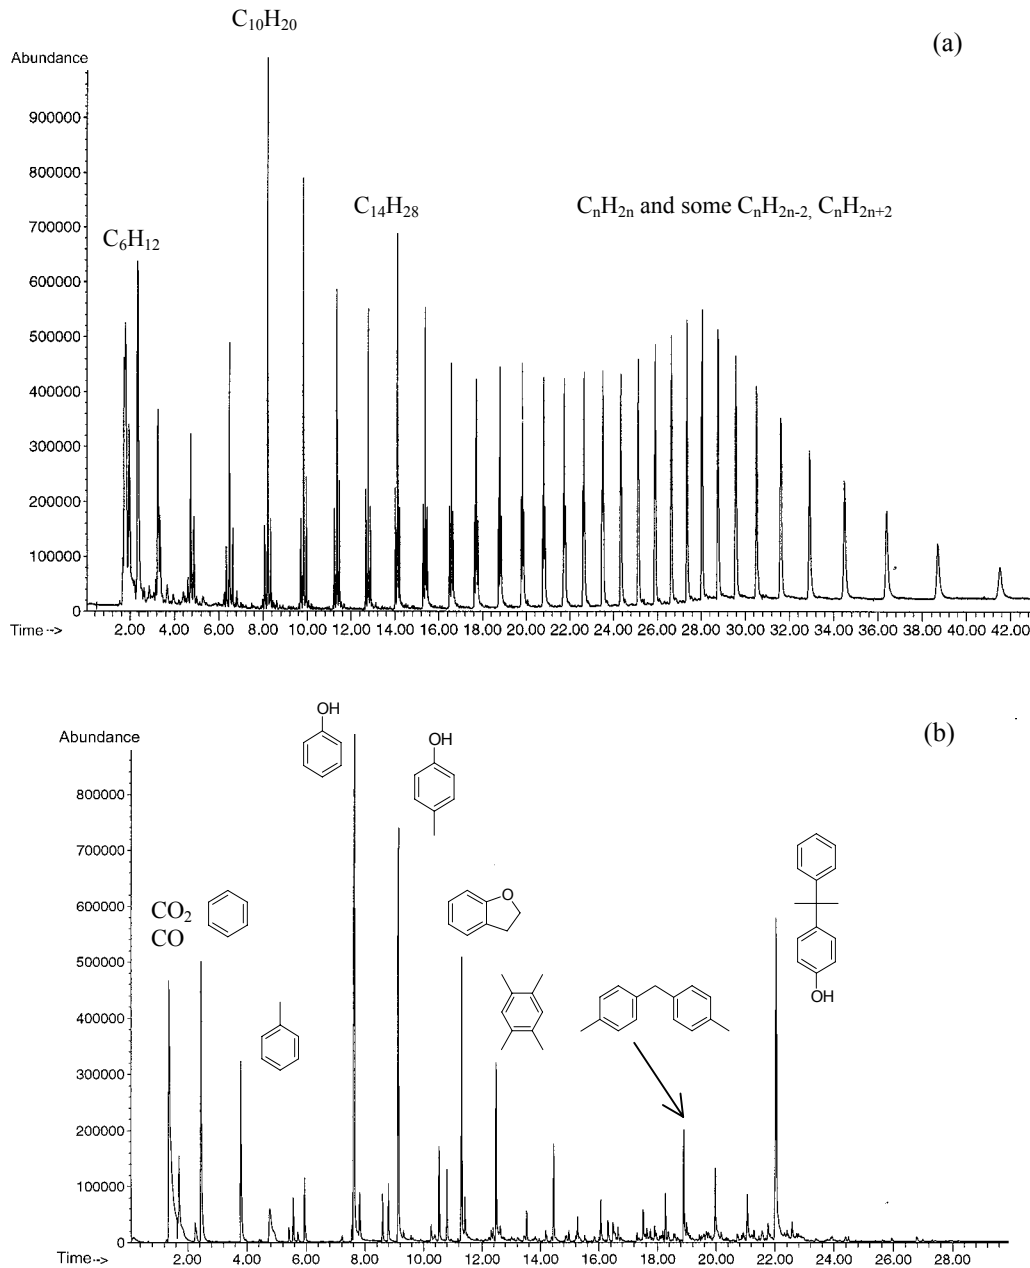 C₁₀H₂₀
(a)
Abundance
900000
800000
700000
600000
500000
400000
300000
200000
100000
0
C₆H₁₂
C₁₄H₂₈
CₙH₂ₙ and some CₙH₂ₙ₋₂, CₙH₂ₙ₊₂
Time-->
2.00 4.00 6.00 8.00 10.00 12.00 14.00 16.00 18.00 20.00 22.00 24.00 26.00 28.00 30.00 32.00 34.00 36.00 38.00 40.00 42.00
(b)
Abundance
800000
700000
600000
500000
400000
300000
200000
100000
0
OH
OH
O
CO₂
CO
OH
Time-->
2.00 4.00 6.00 8.00 10.00 12.00 14.00 16.00 18.00 20.00 22.00 24.00 26.00 28.00